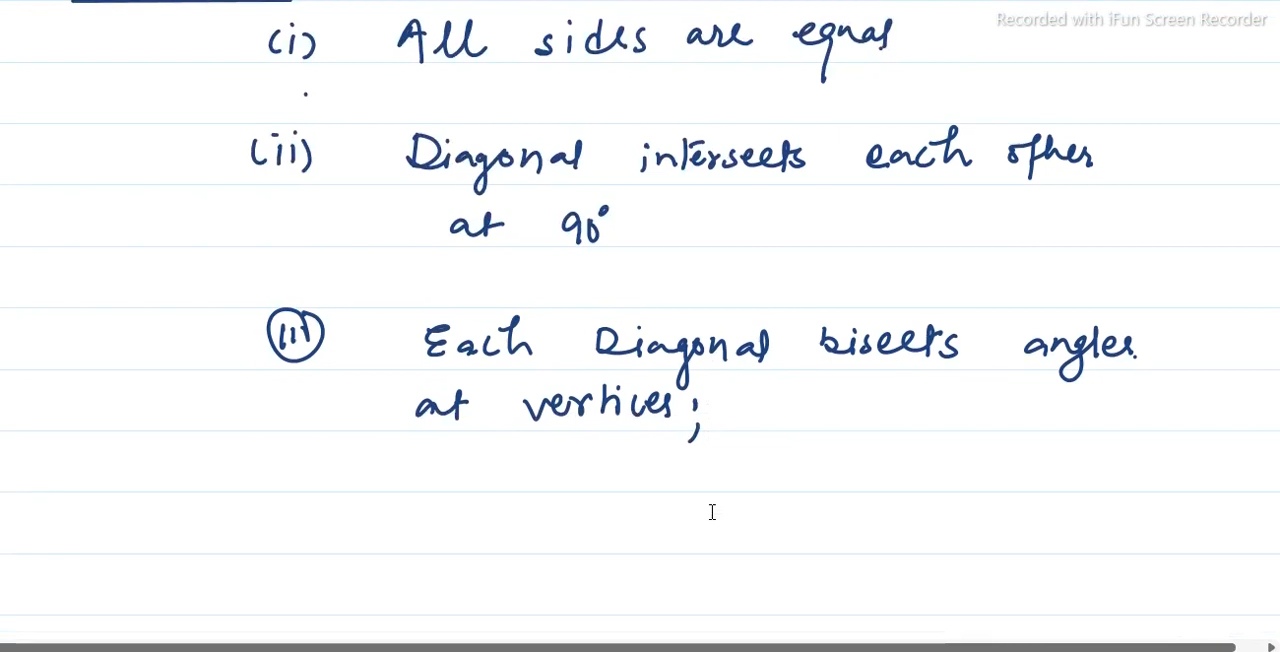 Recorded with iFun Screen Recorder
(i) All sides are equal
(ii) Diagonal intersects each other
at 90°
(iii) Each Diagonal bisects angles
at vertices;